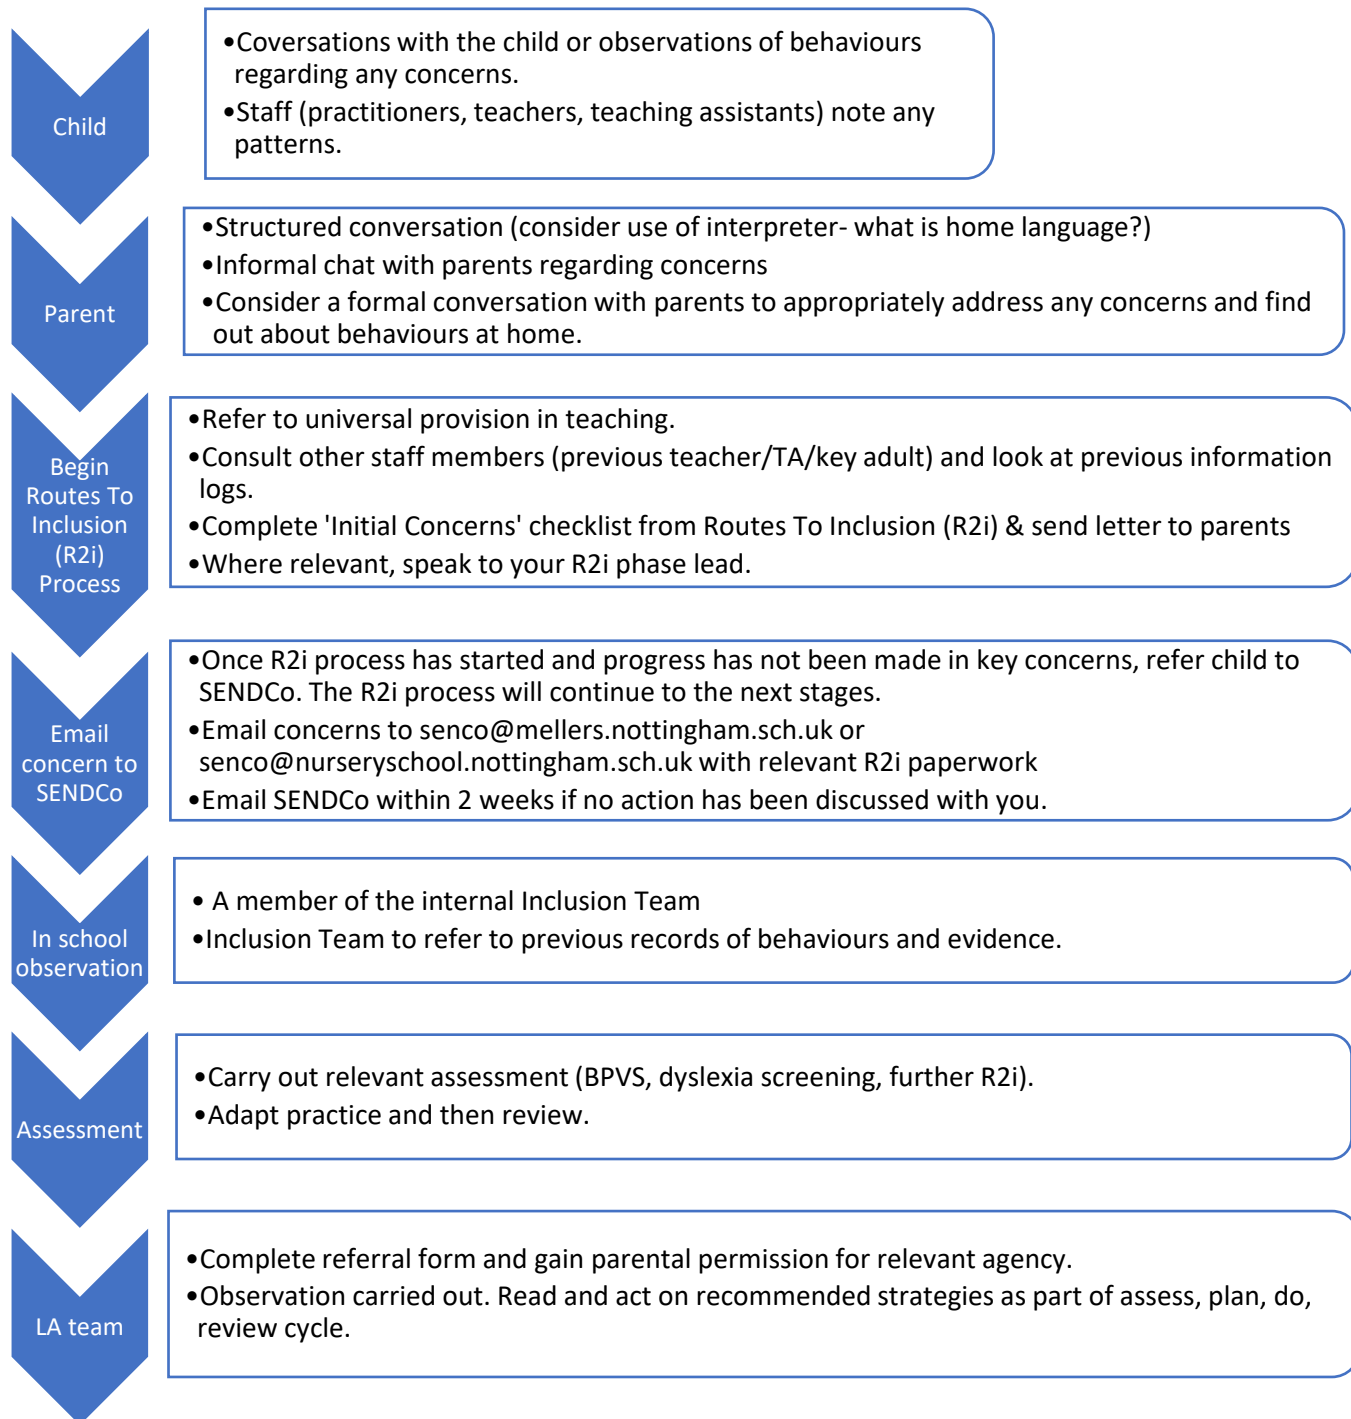 Child
•Coversations with the child or observations of behaviours
regarding any concerns.
•Staff (practitioners, teachers, teaching assistants) note any
patterns.
Parent
•Structured conversation (consider use of interpreter- what is home language?)
•Informal chat with parents regarding concerns
•Consider a formal conversation with parents to appropriately address any concerns and find
out about behaviours at home.
Begin
Routes To
Inclusion
(R2i)
Process
•Refer to universal provision in teaching.
•Consult other staff members (previous teacher/TA/key adult) and look at previous information
logs.
•Complete 'Initial Concerns' checklist from Routes To Inclusion (R2i) & send letter to parents
•Where relevant, speak to your R2i phase lead.
Email
concern to
SENDCo
•Once R2i process has started and progress has not been made in key concerns, refer child to
SENDCo. The R2i process will continue to the next stages.
•Email concerns to senco@mellers.nottingham.sch.uk or
senco@nurseryschool.nottingham.sch.uk with relevant R2i paperwork
•Email SENDCo within 2 weeks if no action has been discussed with you.
In school
observation
• A member of the internal Inclusion Team
•Inclusion Team to refer to previous records of behaviours and evidence.
Assessment
•Carry out relevant assessment (BPVS, dyslexia screening, further R2i).
•Adapt practice and then review.
LA team
•Complete referral form and gain parental permission for relevant agency.
•Observation carried out. Read and act on recommended strategies as part of assess, plan, do,
review cycle.